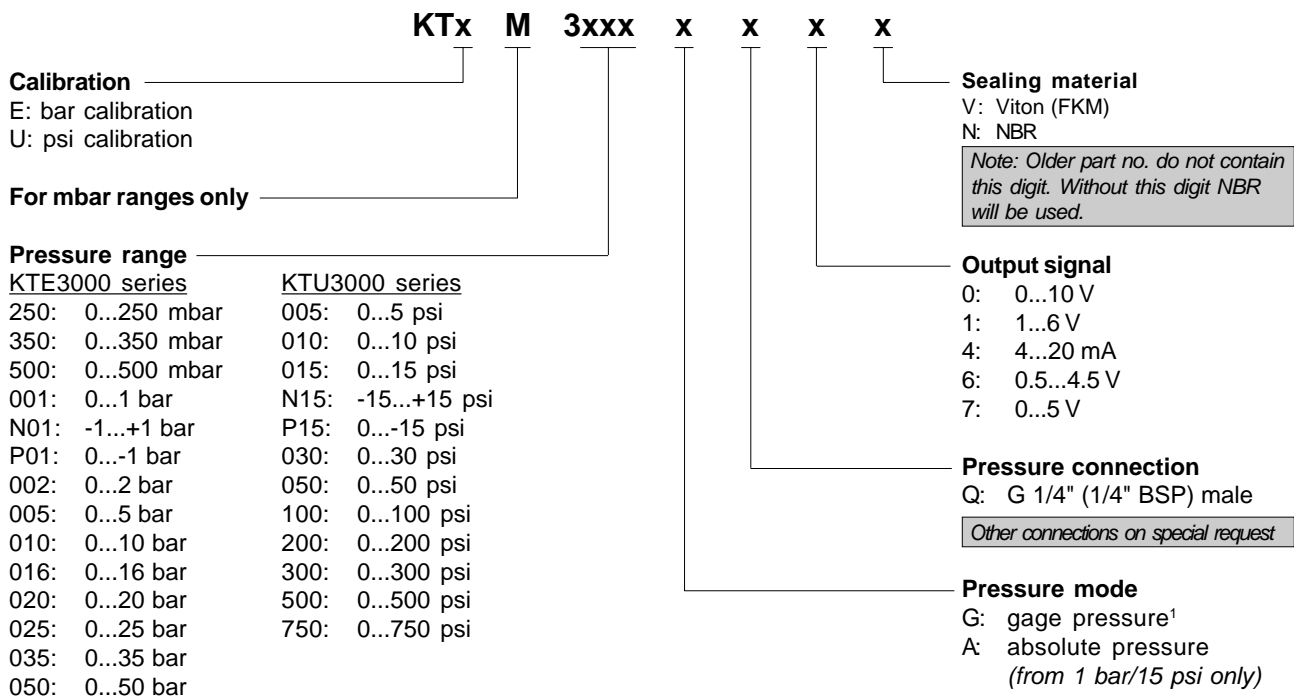 KTx M 3xxx x x x x
Calibration
E: bar calibration
U: psi calibration
For mbar ranges only
Pressure range
KTE3000 series
250: 0...250 mbar
350: 0...350 mbar
500: 0...500 mbar
001: 0...1 bar
N01: -1...+1 bar
P01: 0...-1 bar
002: 0...2 bar
005: 0...5 bar
010: 0...10 bar
016: 0...16 bar
020: 0...20 bar
025: 0...25 bar
035: 0...35 bar
050: 0...50 bar
KTU3000 series
005: 0...5 psi
010: 0...10 psi
015: 0...15 psi
N15: -15...+15 psi
P15: 0...-15 psi
030: 0...30 psi
050: 0...50 psi
100: 0...100 psi
200: 0...200 psi
300: 0...300 psi
500: 0...500 psi
750: 0...750 psi
Sealing material
V: Viton (FKM)
N: NBR
Note: Older part no. do not contain
this digit. Without this digit NBR
will be used.
Output signal
0: 0...10 V
1: 1...6 V
4: 4...20 mA
6: 0.5...4.5 V
7: 0...5 V
Pressure connection
Q: G 1/4" (1/4" BSP) male
Other connections on special request
Pressure mode
G: gage pressure¹
A: absolute pressure
(from 1 bar/15 psi only)